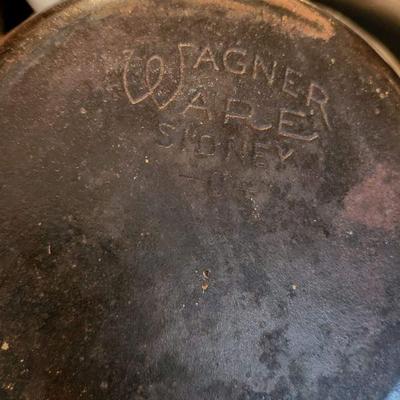 WAGNER
WARE
SIDNEY
-O-